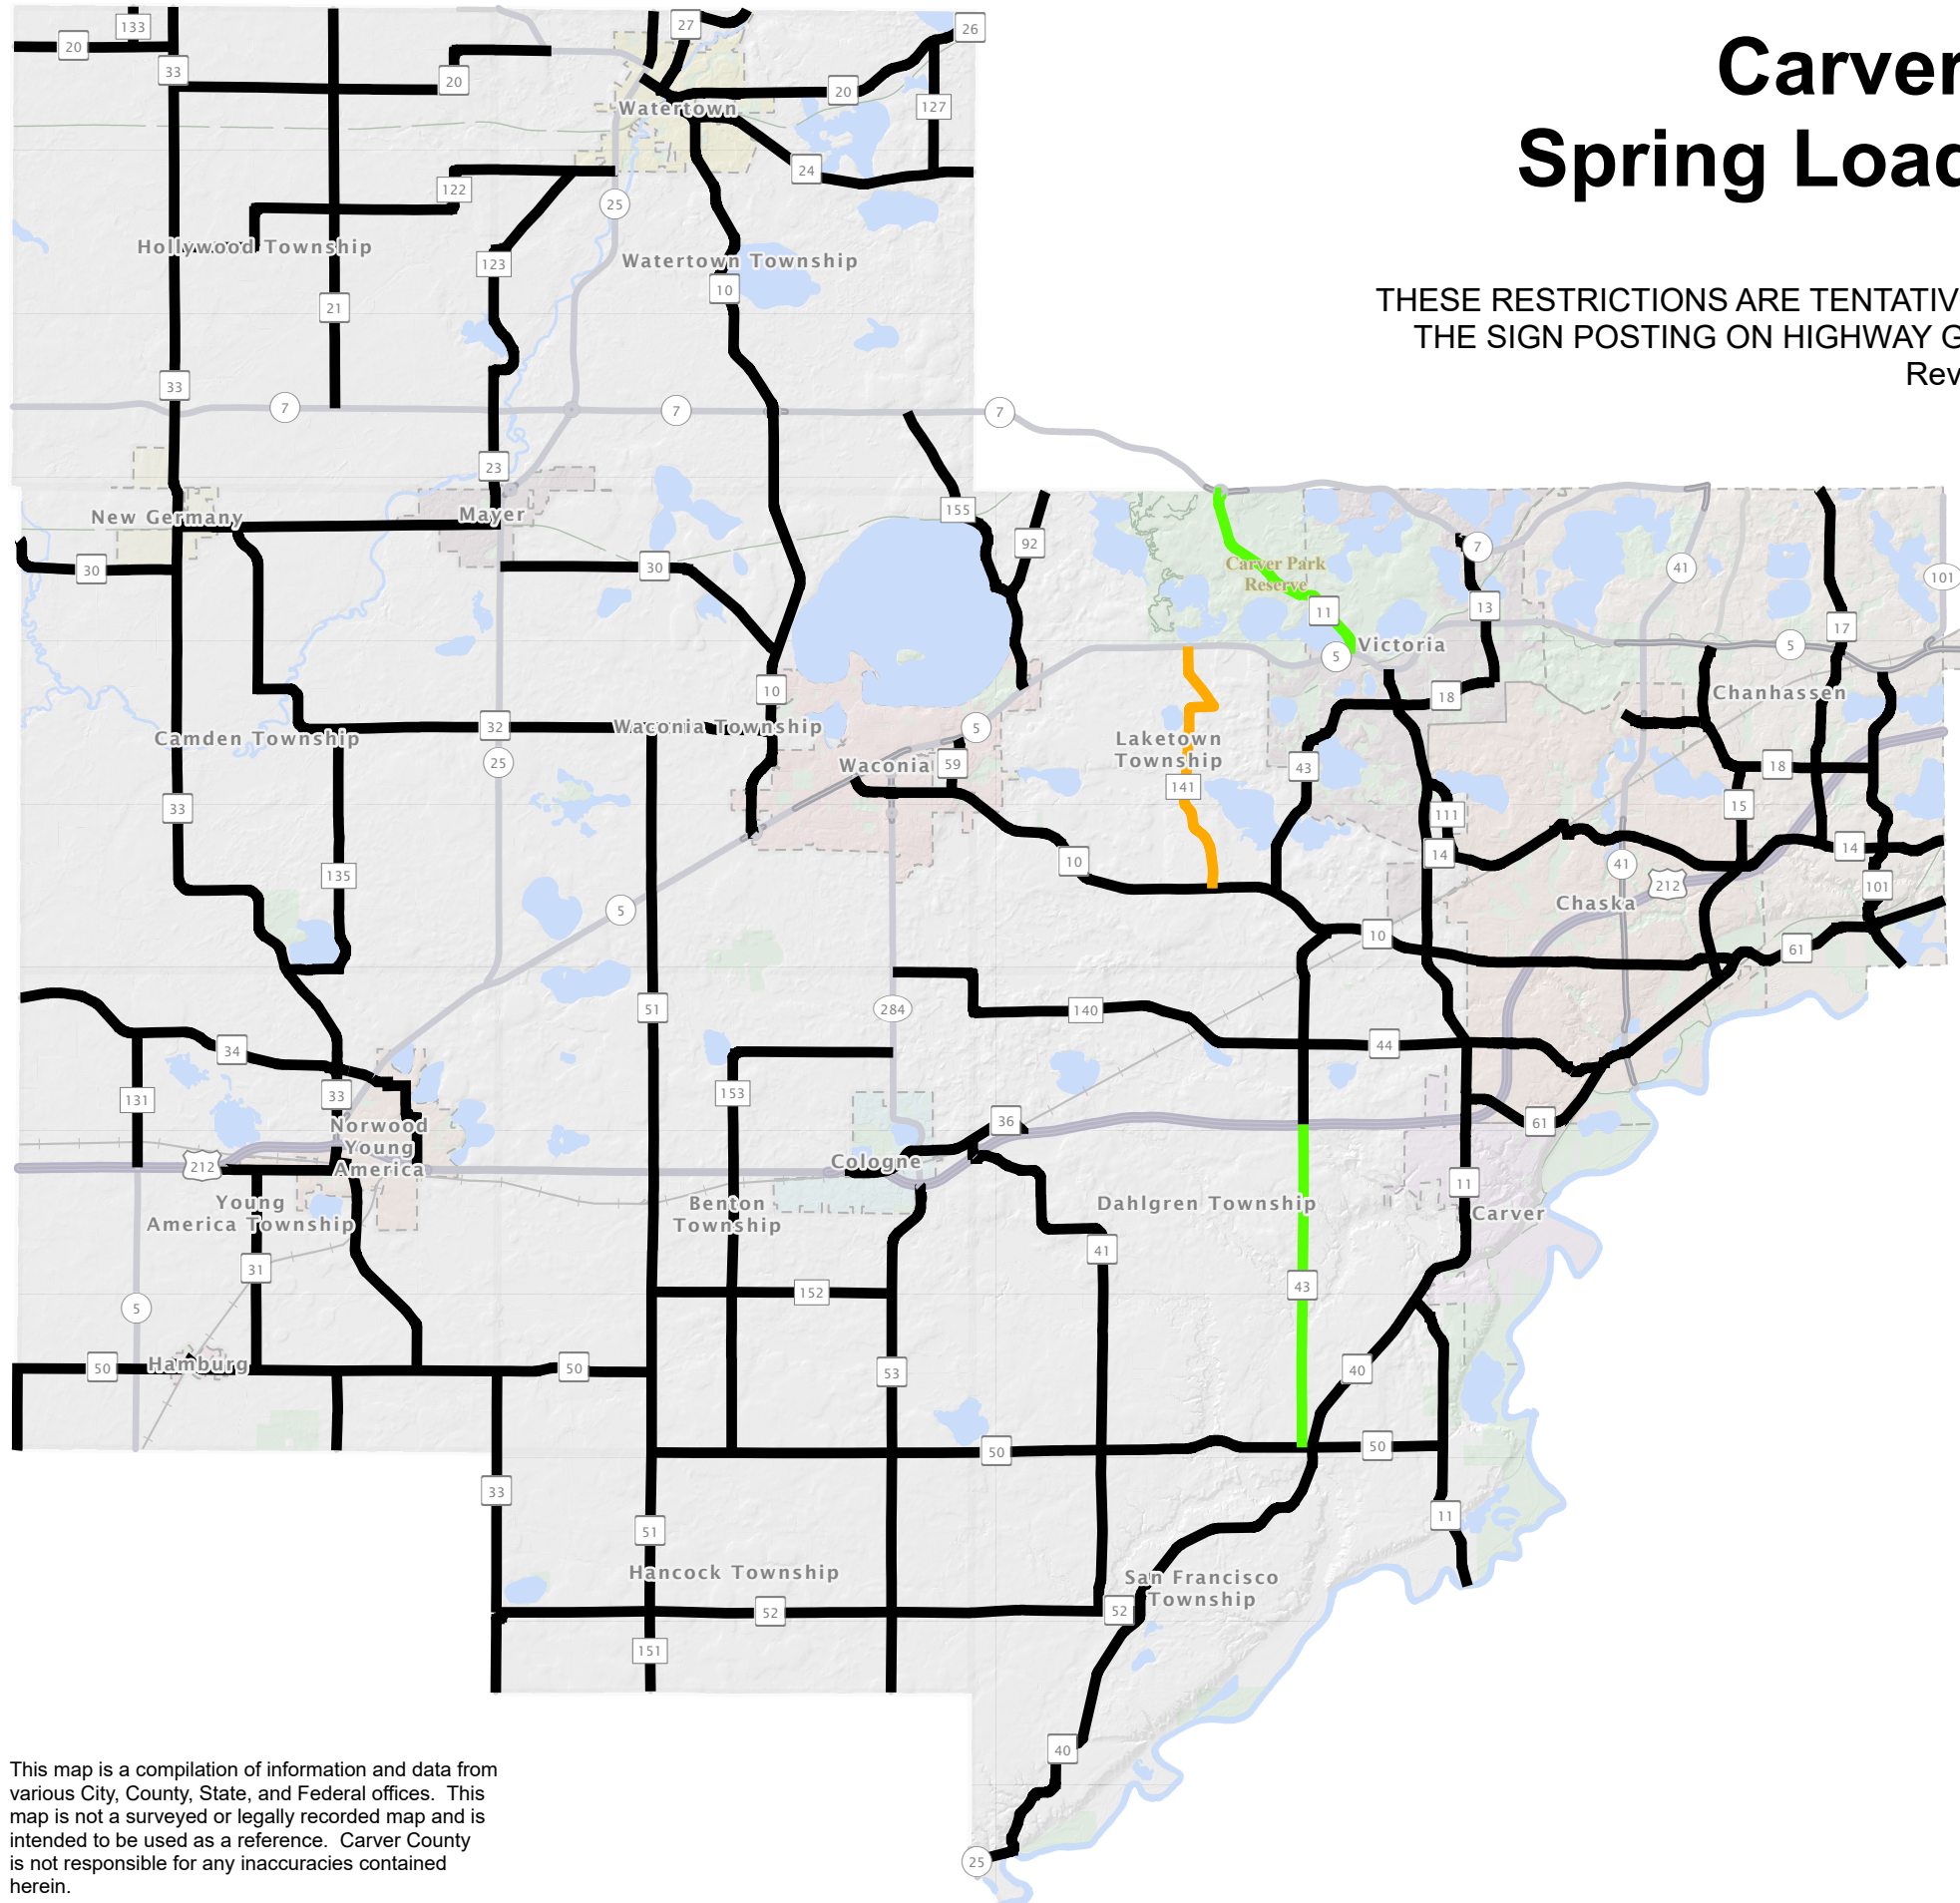 Carver
Spring Load
THESE RESTRICTIONS ARE TENTATIV
THE SIGN POSTING ON HIGHWAY G
Rev
133
27
26
20
33
20
20
Watertown
127
24
122
25
Hollywood Township
123
Watertown Township
10
21
33
7
7
7
23
New Germany
Mayer
155
92
7
41
101
30
30
Carver Park
Reserve
11
13
17
5
Victoria
5
10
18
Chanhassen
32
Waconia Township
5
Camden Township
25
Waconia
59
Laketown
Township
141
43
18
33
15
111
10
14
14
41
135
212
101
5
Chaska
10
61
51
284
140
34
44
131
33
153
36
61
Norwood
Young
America
212
Cologne
11
Young
America Township
Benton
Township
Dahlgren Township
Carver
41
31
43
152
5
50
Hamburg
50
53
40
50
50
33
51
11
Hancock Township
San Francisco
Township
52
52
151
40
25
This map is a compilation of information and data from
various City, County, State, and Federal offices.  This
map is not a surveyed or legally recorded map and is
intended to be used as a reference.  Carver County
is not responsible for any inaccuracies contained
herein.